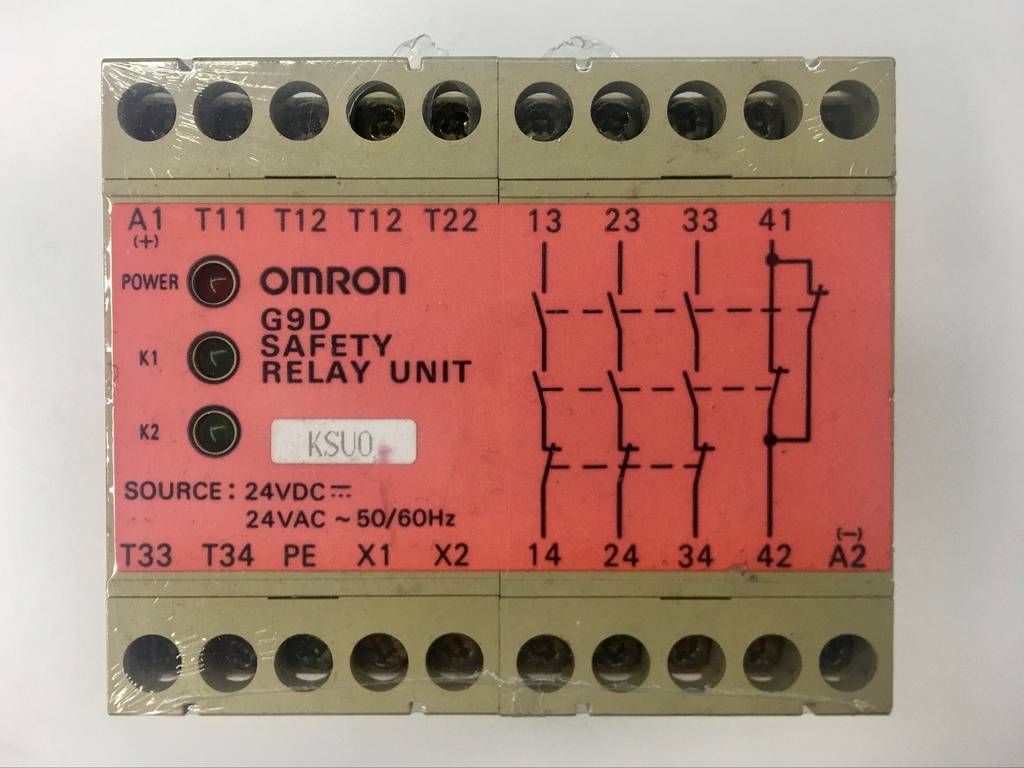 A1 T11 T12 T12 T22 13 23 33 41
(+)
POWER OMRON
G9D
K1 SAFETY
RELAY UNIT
K2 KSU0
SOURCE: 24VDC ⎓
24VAC ~ 50/60Hz
(-)
T33 T34 PE X1 X2 14 24 34 42 A2